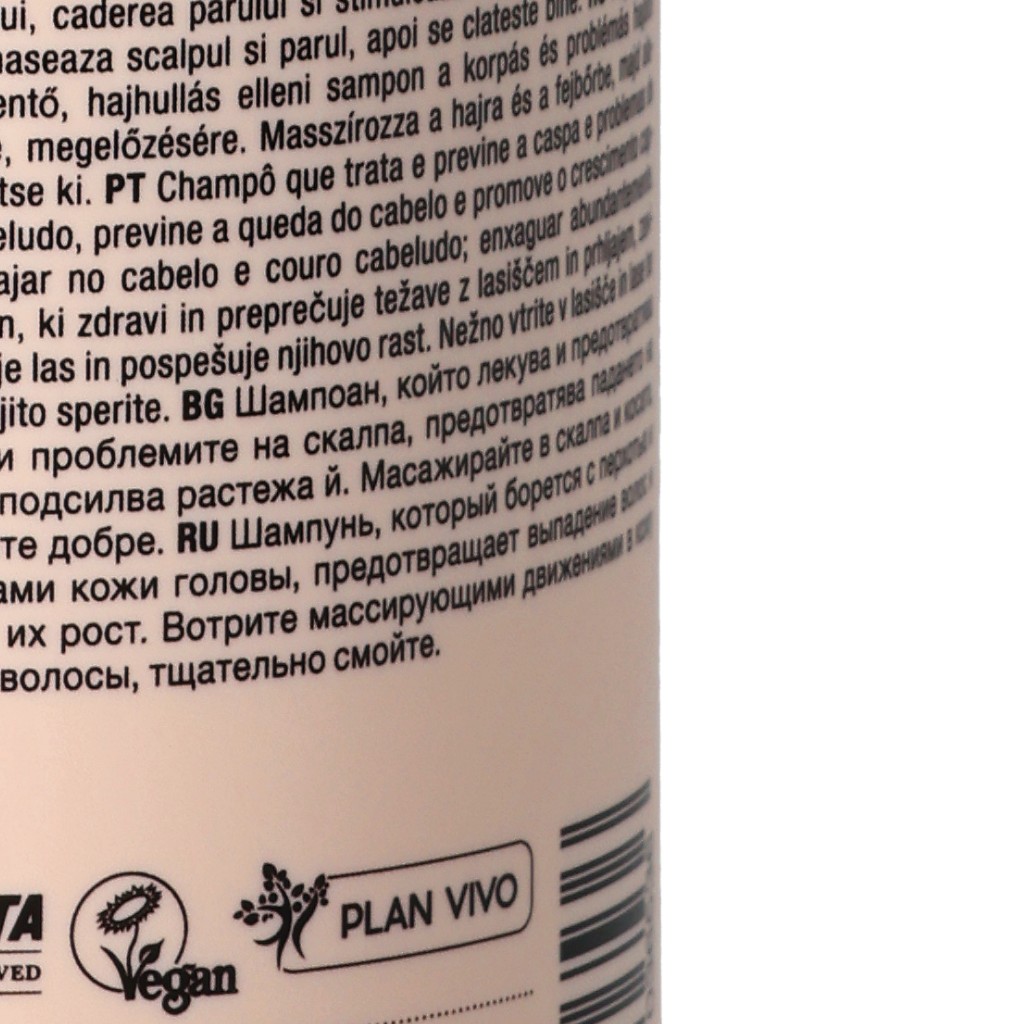 ui, caderea parului si
aseaza scalpul si parul, apoi se clateste bine.
entő, hajhullás elleni sampon a korpás és problémás
, megelőzésére. Masszírozza a hajra és a fejbőrbe, majd
tse ki. PT Champô que trata e previne a caspa e problemas
eludo, previne a queda do cabelo e promove o crescimento
ajar no cabelo e couro cabeludo; enxaguar abundantemente
n, ki zdravi in preprečuje težave z lasiščem in prhljajem,
je las in pospešuje njihovo rast. Nežno vtrite v lasišče in lase
jito sperite. BG Шампоан, който лекува и предотвратява
и проблемите на скалпа, предотвратява падането
подсилва растежа й. Масажирайте в скалпа и косата,
те добре. RU Шампунь, который борется с перхотью
ами кожи головы, предотвращает выпадение волос и
их рост. Вотрите массирующими движениями в кожу
волосы, тщательно смойте.
TA
VED
Vegan
PLAN VIVO